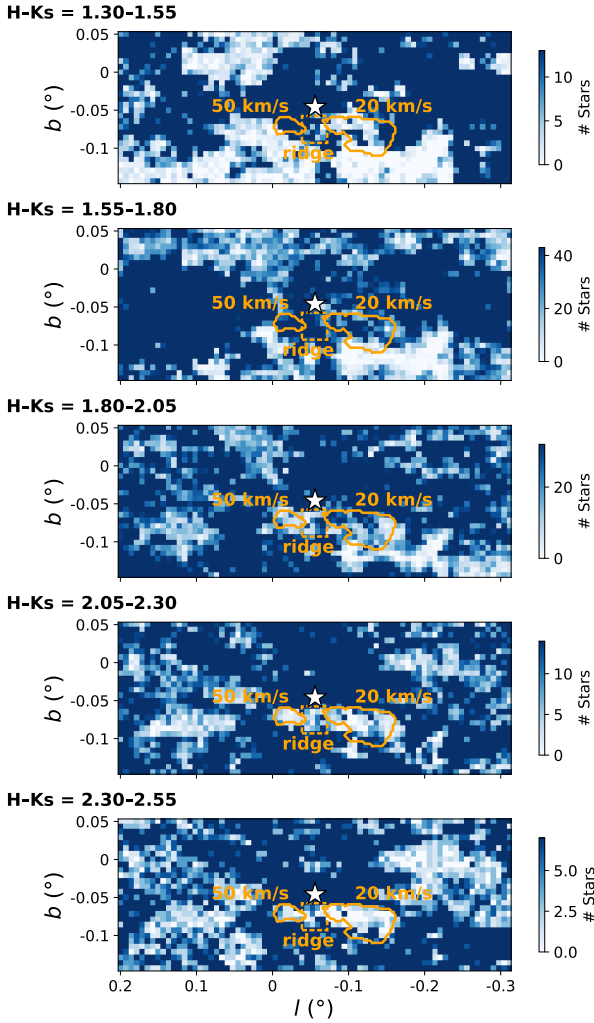 H–Ks = 1.30–1.55
0.05
0
-0.05
-0.1
b (°)
50 km/s
20 km/s
ridge
10
5
0
# Stars
H–Ks = 1.55–1.80
0.05
0
-0.05
-0.1
b (°)
50 km/s
20 km/s
ridge
40
20
0
# Stars
H–Ks = 1.80–2.05
0.05
0
-0.05
-0.1
b (°)
50 km/s
20 km/s
ridge
20
0
# Stars
H–Ks = 2.05–2.30
0.05
0
-0.05
-0.1
b (°)
50 km/s
20 km/s
ridge
10
5
0
# Stars
H–Ks = 2.30–2.55
0.05
0
-0.05
-0.1
b (°)
50 km/s
20 km/s
ridge
5.0
2.5
0.0
# Stars
0.2 0.1 0 -0.1 -0.2 -0.3
l (°)